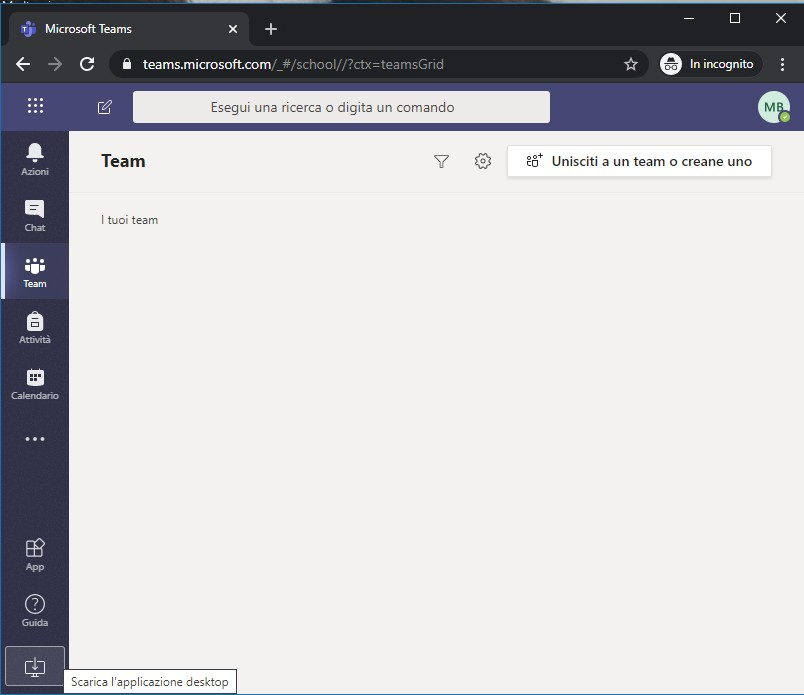 Microsoft Teams
teams.microsoft.com/_#/school//?ctx=teamsGrid
In incognito
Esegui una ricerca o digita un comando
MB
Azioni
Chat
Team
Attività
Calendario
App
Guida
Team
Unisciti a un team o creane uno
I tuoi team
Scarica l'applicazione desktop